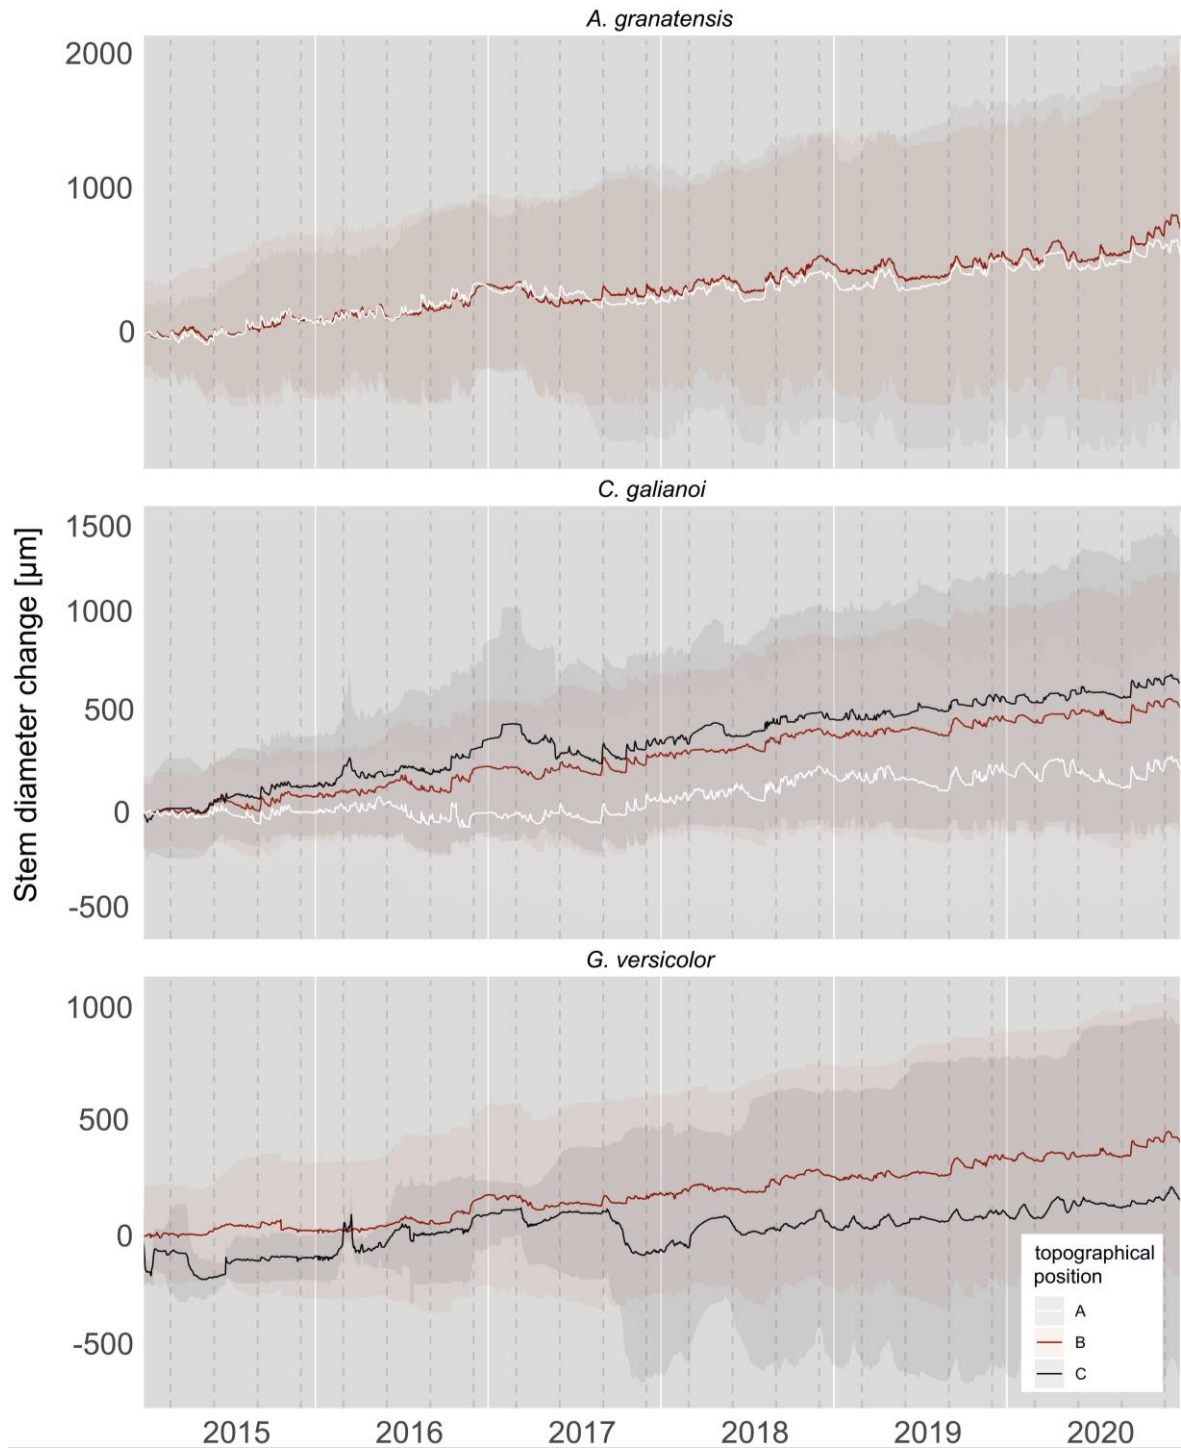 A. granatensis
2000
1000
0
C. galianoi
1500
1000
500
0
-500
Stem diameter change [µm]
G. versicolor
1000
500
0
-500
topographical
position
A
B
C
2015 2016 2017 2018 2019 2020